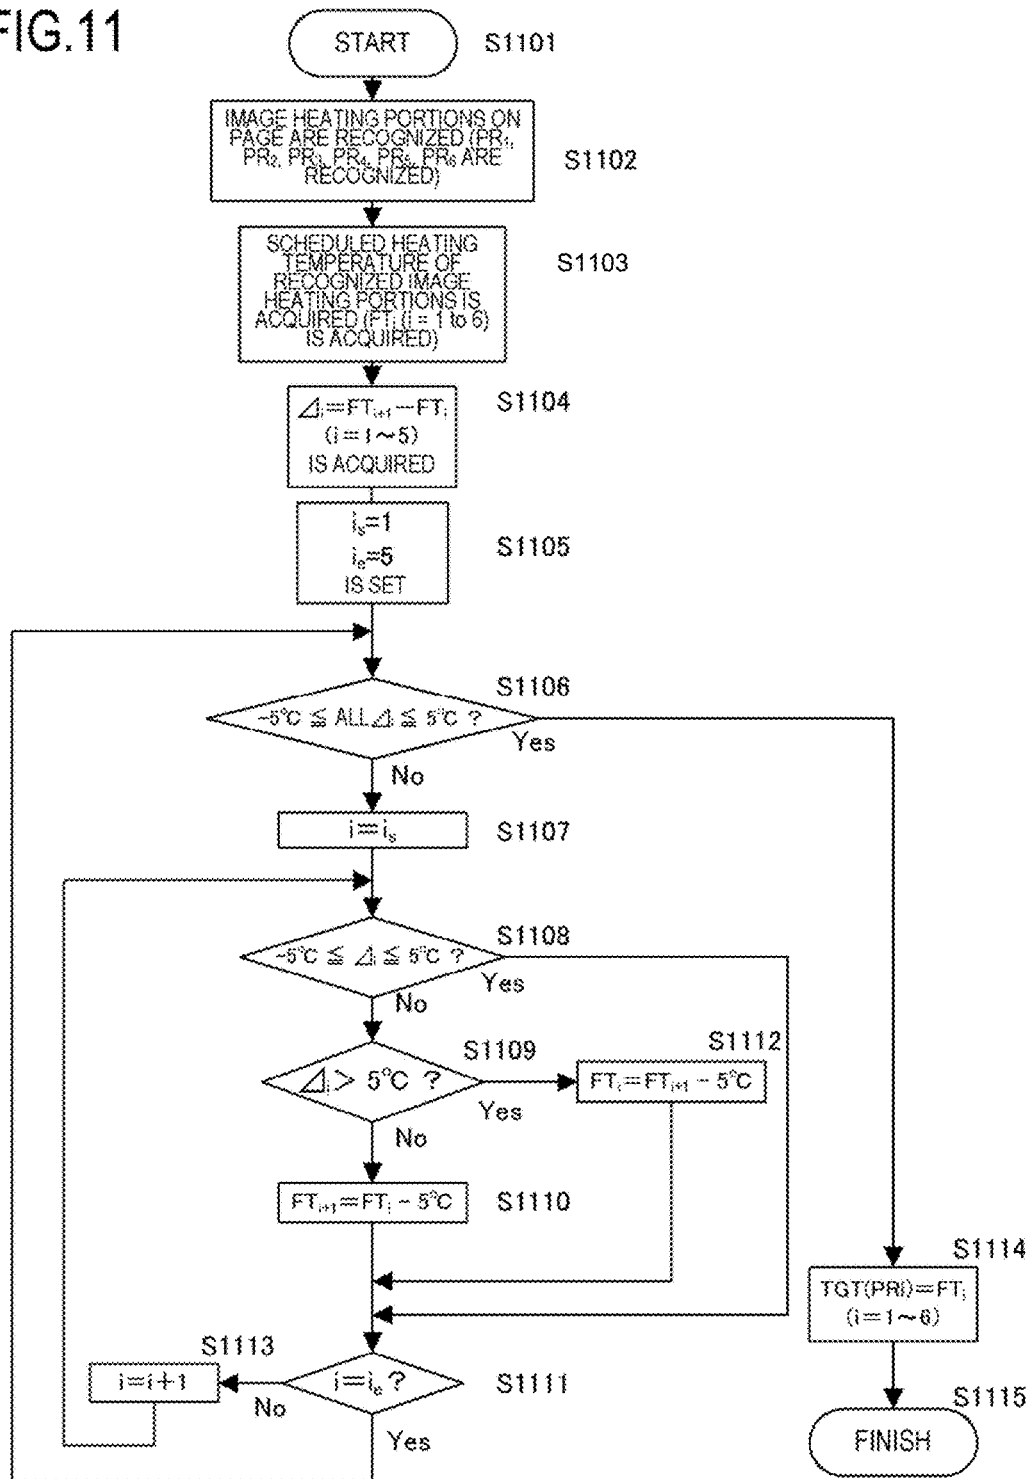 FIG.11
START
S1101
IMAGE HEATING PORTIONS ON
PAGE ARE RECOGNIZED (PR₁,
PR₂, PR₃, PR₄, PR₅, PR₆ ARE
RECOGNIZED)
S1102
SCHEDULED HEATING
TEMPERATURE OF
RECOGNIZED IMAGE
HEATING PORTIONS IS
ACQUIRED (FTᵢ (i = 1 to 6)
IS ACQUIRED)
S1103
⊿ᵢ=FTᵢ₊₁−FTᵢ
(i=1~5)
IS ACQUIRED
S1104
iₛ=1
iₑ=5
IS SET
S1105
-5°C ≦ ALL⊿ᵢ ≦ 5°C ?
S1106
Yes
No
i=iₛ
S1107
-5°C ≦ ⊿ᵢ ≦ 5°C ?
S1108
Yes
No
⊿ᵢ> 5°C ?
S1109
Yes
No
FTᵢ=FTᵢ₊₁ - 5°C
S1112
FTᵢ₊₁=FTᵢ - 5°C
S1110
TGT(PRi)=FTᵢ
(i=1~6)
S1114
i=i+1
S1113
i=iₑ?
S1111
No
Yes
FINISH
S1115